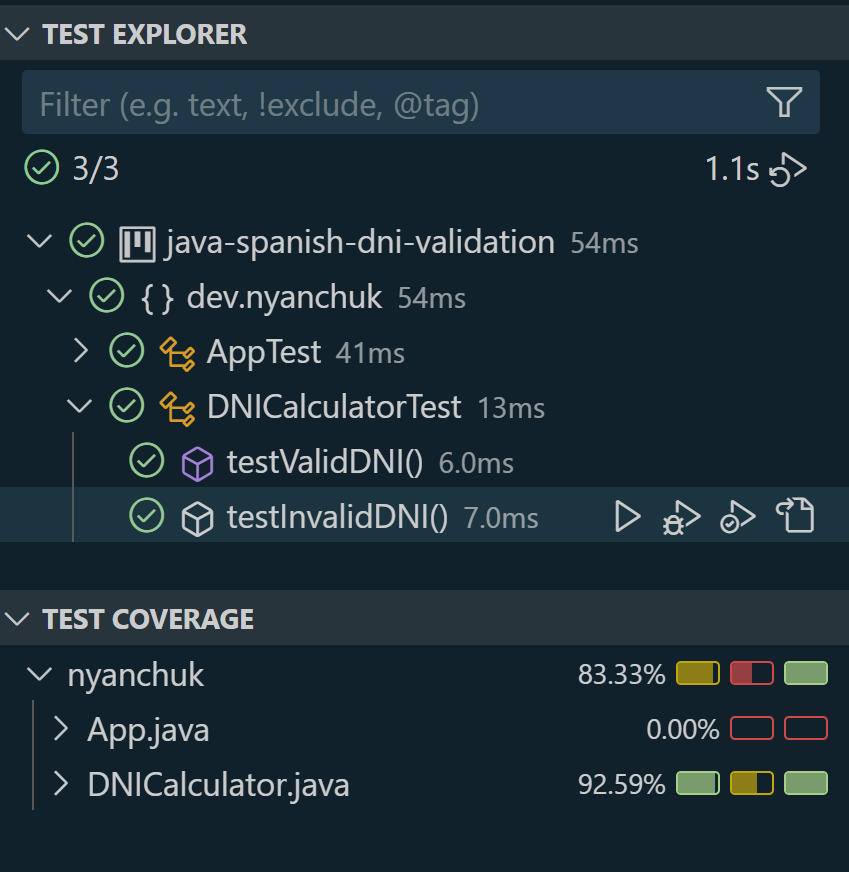 TEST EXPLORER
Filter (e.g. text, !exclude, @tag)
3/3 1.1s
java-spanish-dni-validation 54ms
{ } dev.nyanchuk 54ms
AppTest 41ms
DNICalculatorTest 13ms
testValidDNI() 6.0ms
testInvalidDNI() 7.0ms
TEST COVERAGE
nyanchuk 83.33%
App.java 0.00%
DNICalculator.java 92.59%